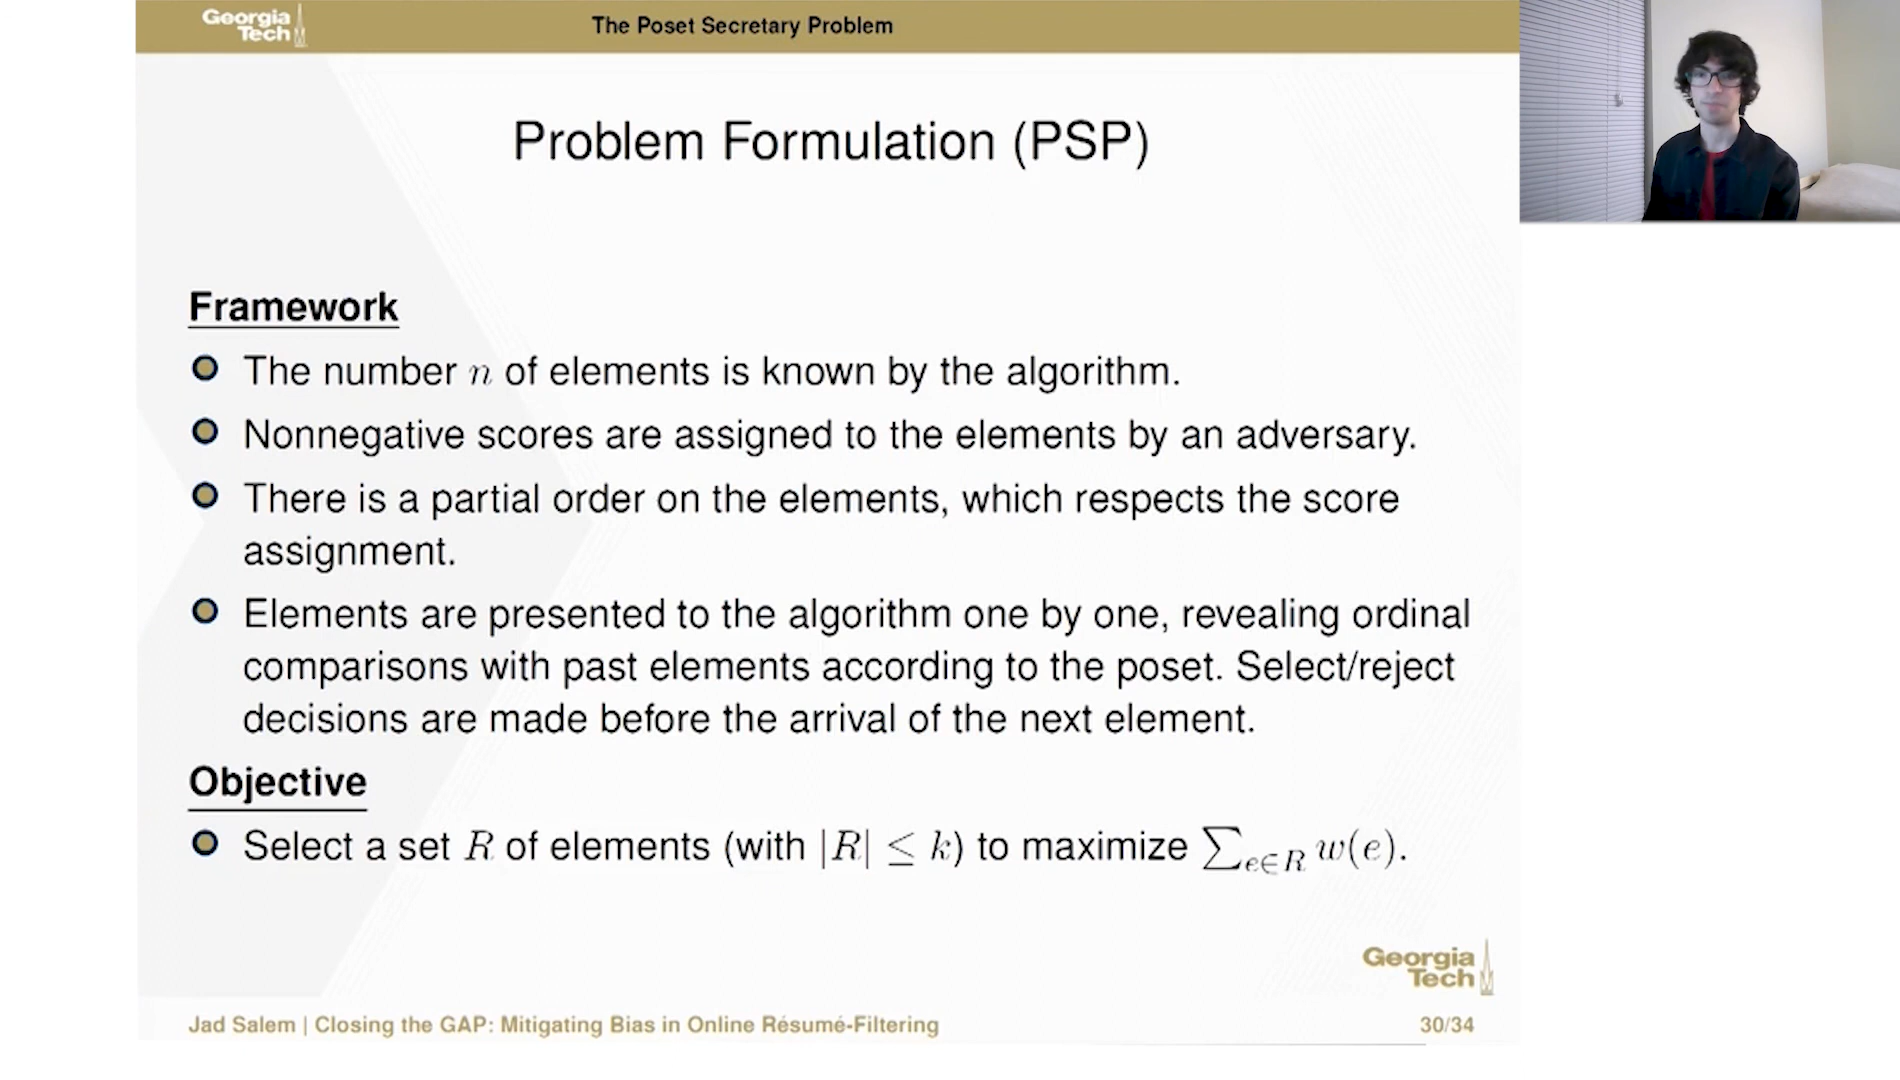 Georgia
Tech
The Poset Secretary Problem
Problem Formulation (PSP)
Framework
The number n of elements is known by the algorithm.
Nonnegative scores are assigned to the elements by an adversary.
There is a partial order on the elements, which respects the score
assignment.
Elements are presented to the algorithm one by one, revealing ordinal
comparisons with past elements according to the poset. Select/reject
decisions are made before the arrival of the next element.
Objective
Select a set R of elements (with |R| ≤ k) to maximize ∑e∈R w(e).
Georgia
Tech
Jad Salem | Closing the GAP: Mitigating Bias in Online Résumé-Filtering
30/34